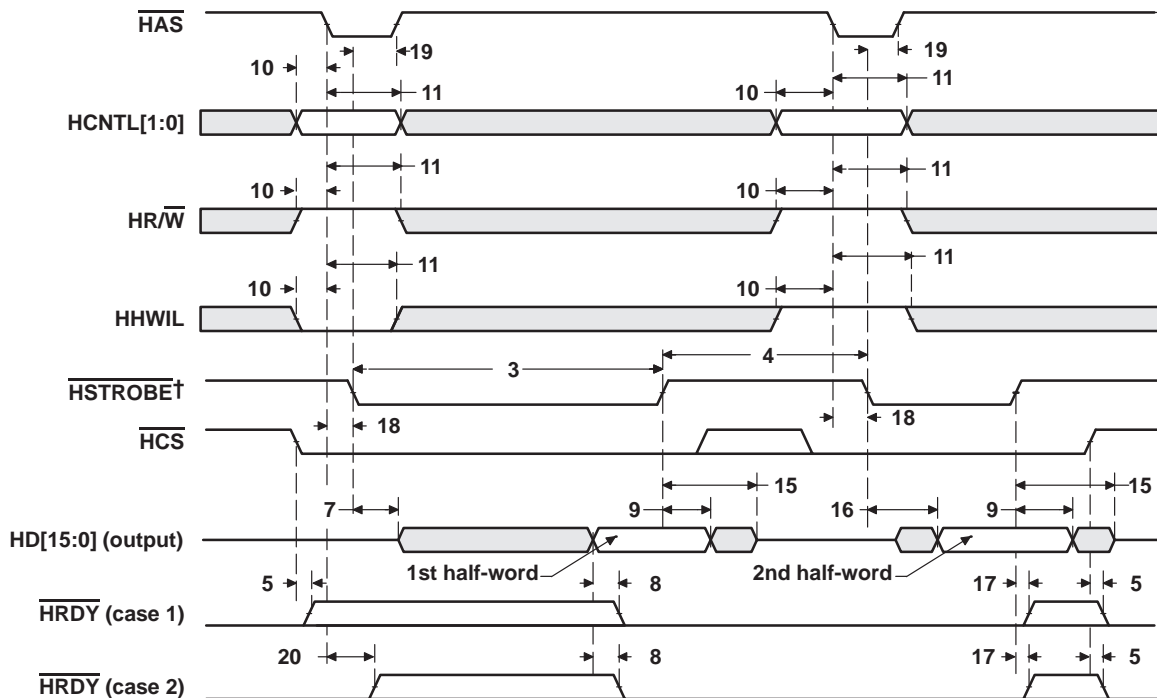 HAS
19 19
10 11 10 11
HCNTL[1:0]
11 11
10 10
HR/W
11 11
10 10
HHWIL
3 4
HSTROBE†
18 18
HCS
7 9 15 16 9 15
HD[15:0] (output)
1st half-word 2nd half-word
5 8 17 5
HRDY (case 1)
20 8 17 5
HRDY (case 2)